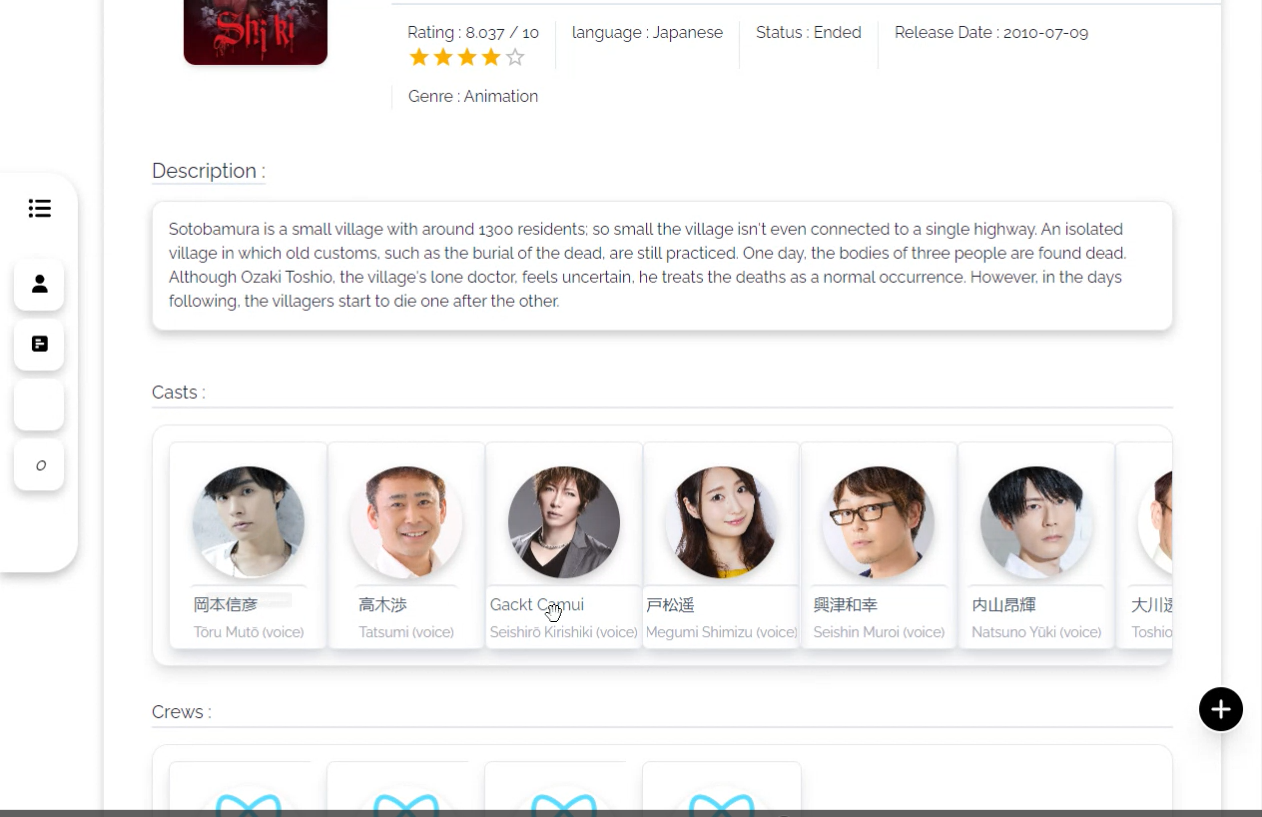 Shiki
Rating : 8.037 / 10
language : Japanese
Status : Ended
Release Date : 2010-07-09
Genre : Animation
Description :
Sotobamura is a small village with around 1300 residents; so small the village isn't even connected to a single highway. An isolated
village in which old customs, such as the burial of the dead, are still practiced. One day, the bodies of three people are found dead.
Although Ozaki Toshio, the village's lone doctor, feels uncertain, he treats the deaths as a normal occurrence. However, in the days
following, the villagers start to die one after the other.
Casts :
岡本信彦
Tōru Mutō (voice)
高木渉
Tatsumi (voice)
Gackt Camui
Seishirō Kirishiki (voice)
戸松遥
Megumi Shimizu (voice)
興津和幸
Seishin Muroi (voice)
内山昂輝
Natsuno Yūki (voice)
大川透
Toshio
Crews :